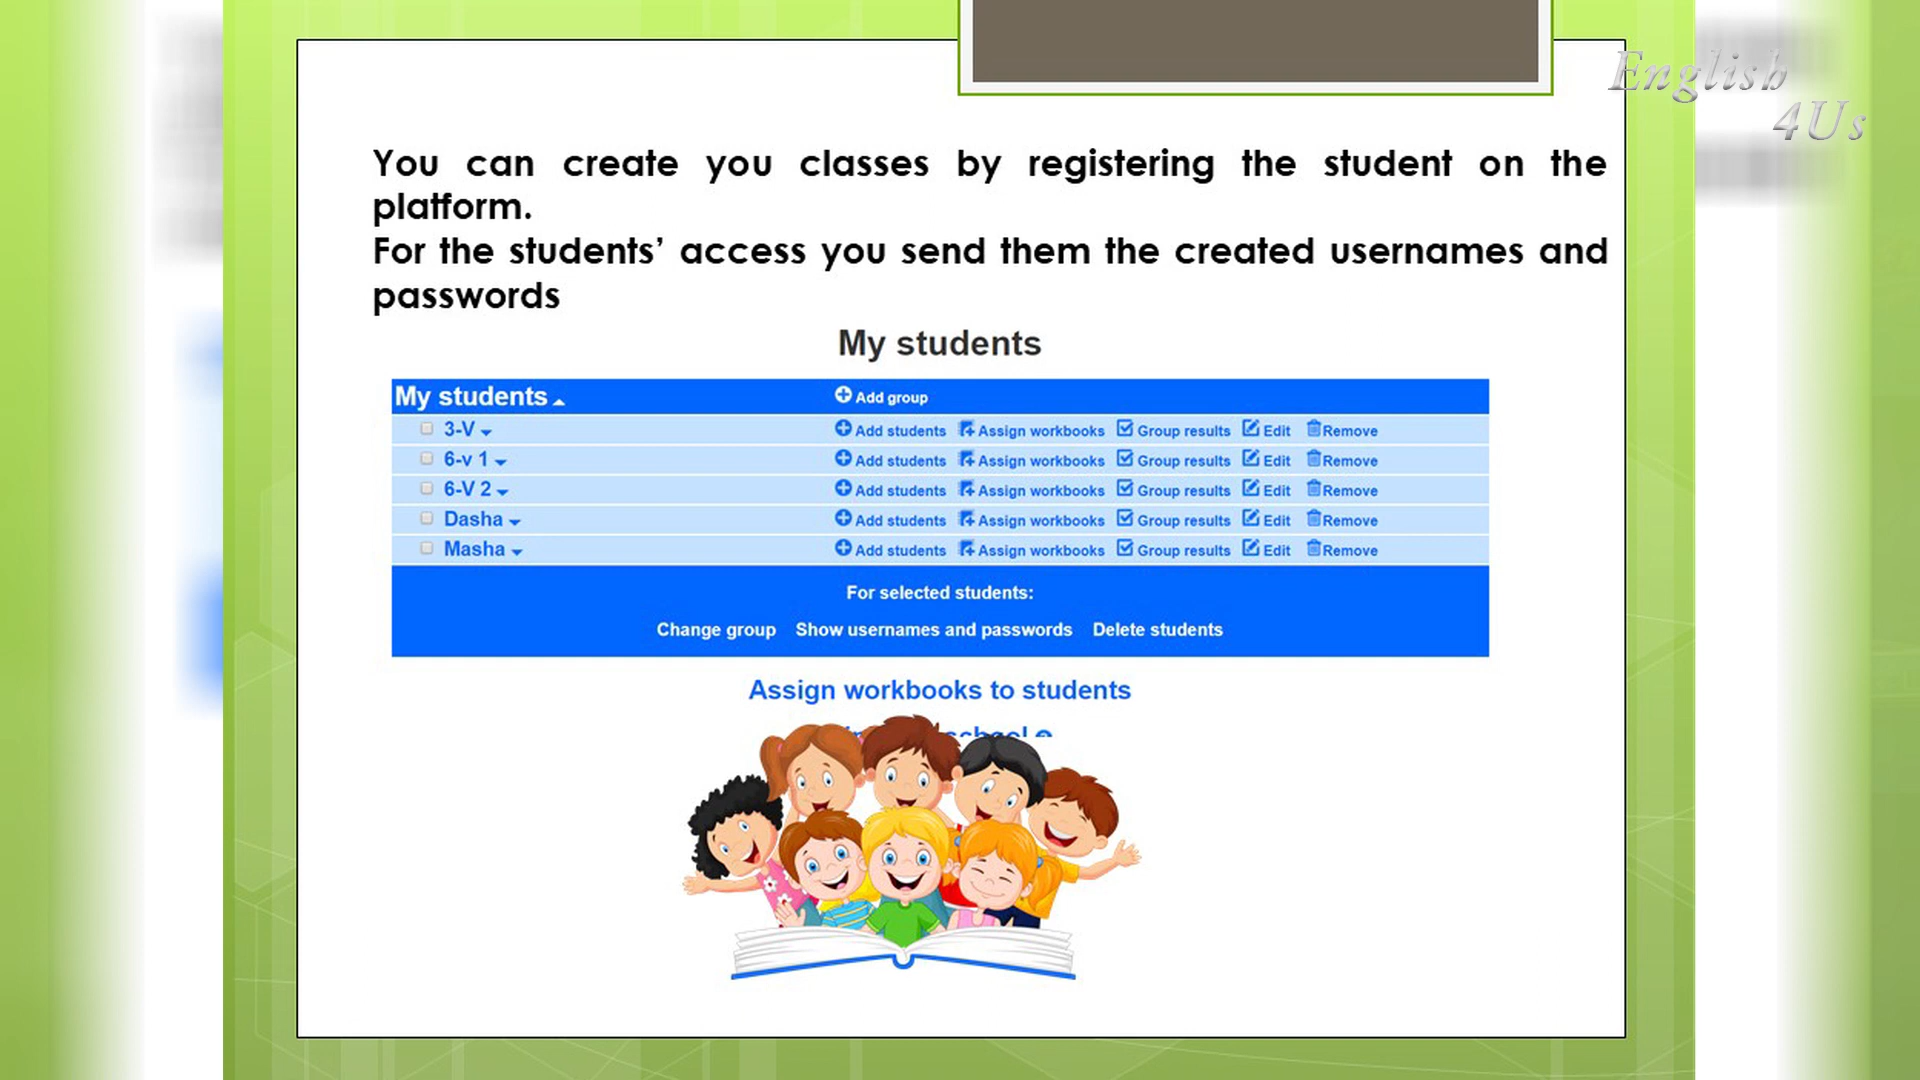 English
4Us
You can create you classes by registering the student on the
platform.
For the students’ access you send them the created usernames and
passwords
My students
My students Add group
3-V Add students Assign workbooks Group results Edit Remove
6-v 1 Add students Assign workbooks Group results Edit Remove
6-V 2 Add students Assign workbooks Group results Edit Remove
Dasha Add students Assign workbooks Group results Edit Remove
Masha Add students Assign workbooks Group results Edit Remove
For selected students:
Change group Show usernames and passwords Delete students
Assign workbooks to students
school